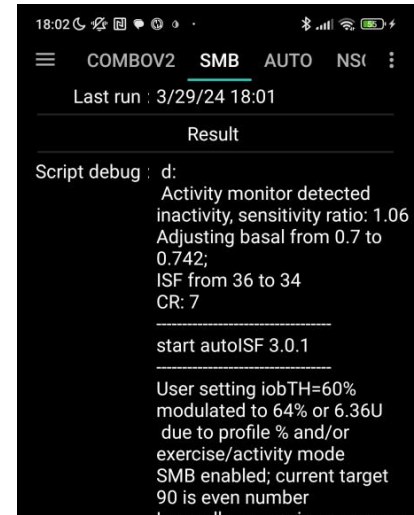 18:02
55
COMBOV2 SMB AUTO NS(
Last run : 3/29/24 18:01
Result
Script debug : d:
Activity monitor detected
inactivity, sensitivity ratio: 1.06
Adjusting basal from 0.7 to
0.742;
ISF from 36 to 34
CR: 7
----------------------------------
start autoISF 3.0.1
----------------------------------
User setting iobTH=60%
modulated to 64% or 6.36U
due to profile % and/or
exercise/activity mode
SMB enabled; current target
90 is even number